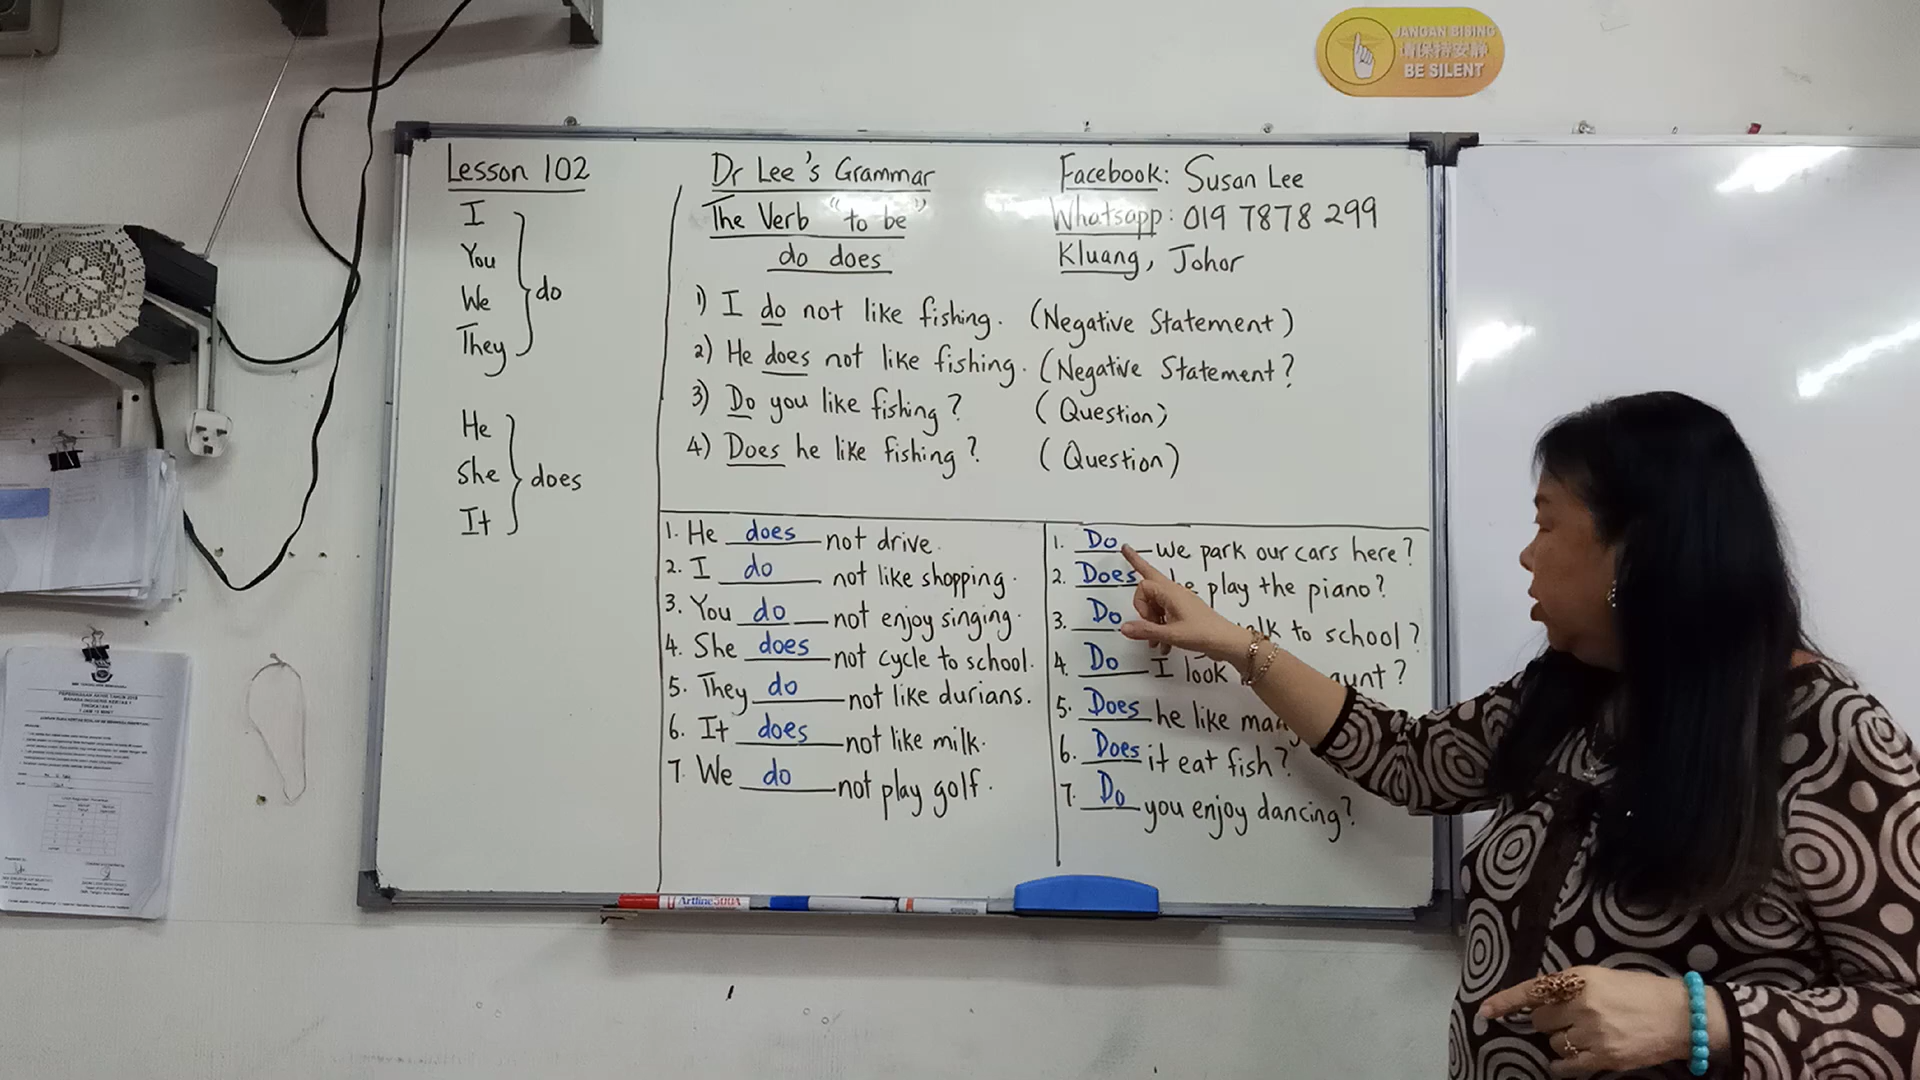 JANGAN BISING
请保持安静
BE SILENT
Lesson 102
I
You
We
They
do
He
She
It
does
Dr Lee's Grammar
The Verb "to be"
do does
Facebook: Susan Lee
Whatsapp: 019 7878 299
Kluang, Johor
1) I do not like fishing. (Negative Statement)
2) He does not like fishing. (Negative Statement?
3) Do you like fishing? (Question)
4) Does he like fishing? (Question)
1. He does not drive.
2. I do not like shopping.
3. You do not enjoy singing.
4. She does not cycle to school.
5. They do not like durians.
6. It does not like milk.
7. We do not play golf.
1. Do we park our cars here?
2. Does play the piano?
3. Do to school?
4. Do I look
5. Does he like
6. Does it eat fish?
7. Do you enjoy dancing?
Artline 500A